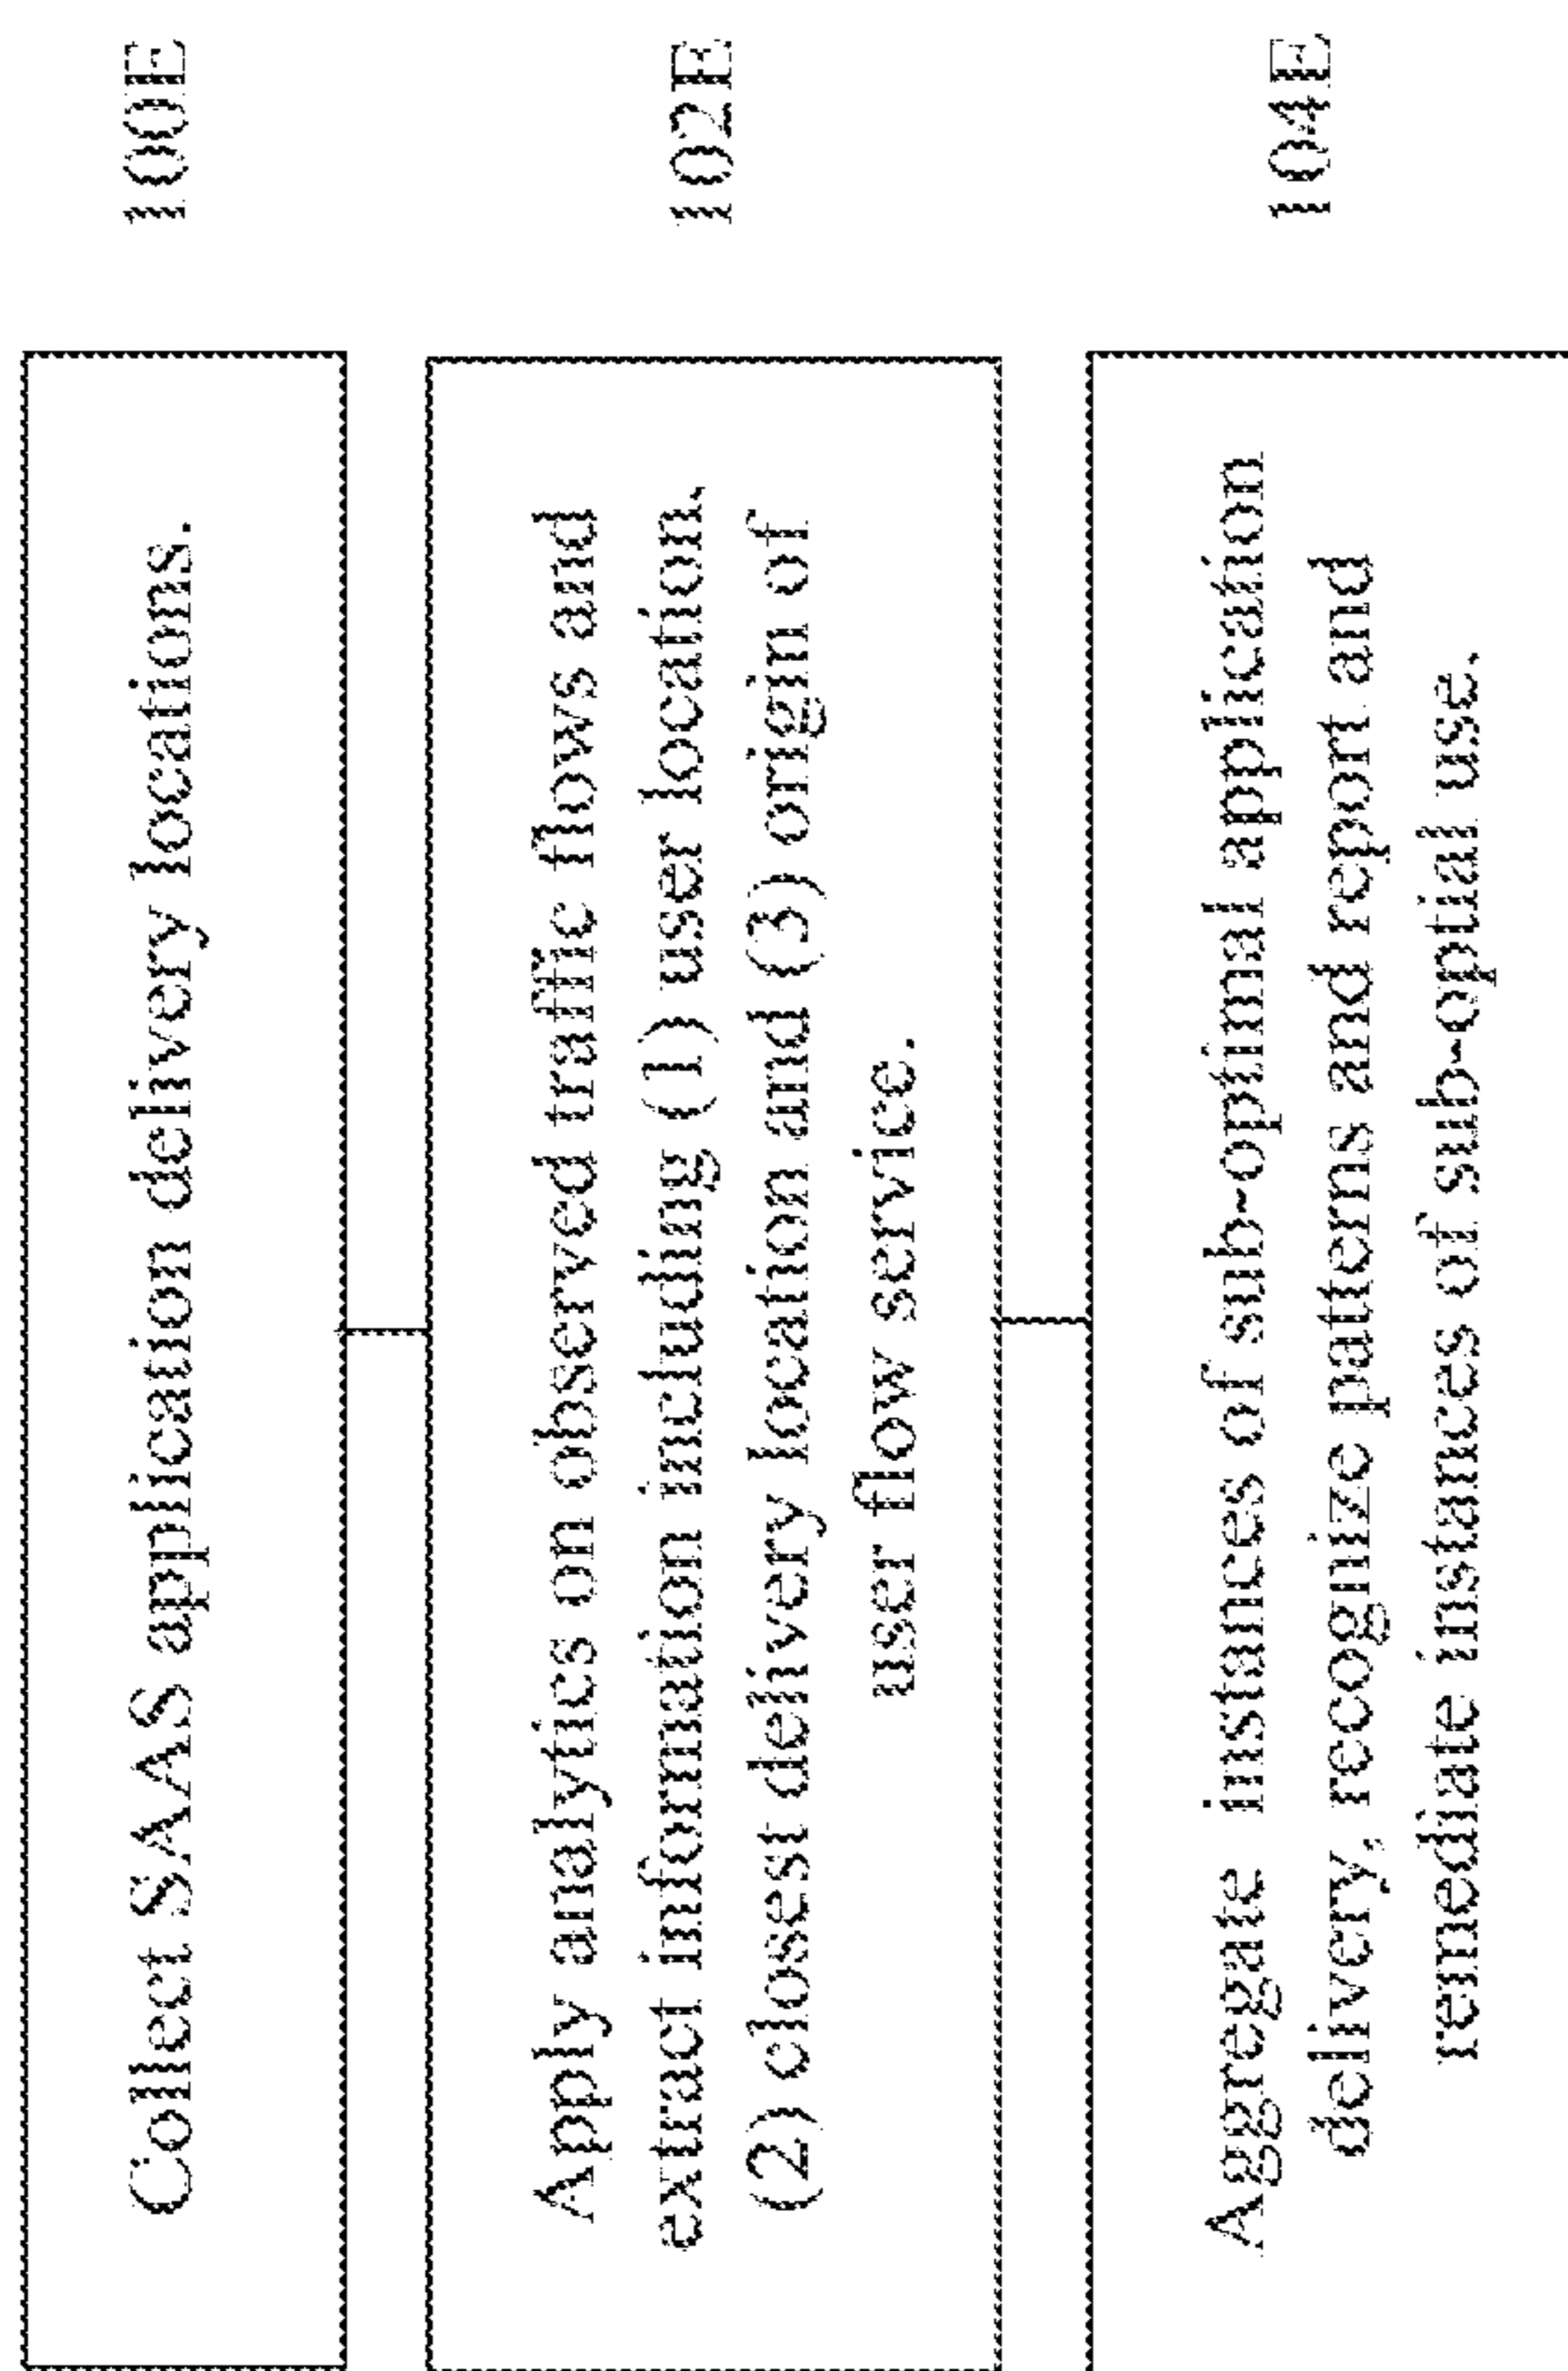 Collect SAAS application delivery locations.
100E
Apply analytics on observed traffic flows and
extract information including (1) user location,
(2) closest delivery location and (3) origin of
user flow service.
102E
Aggregate instances of sub-optimal application
delivery, recognize patterns and report and
remediate instances of sub-optial use.
104E